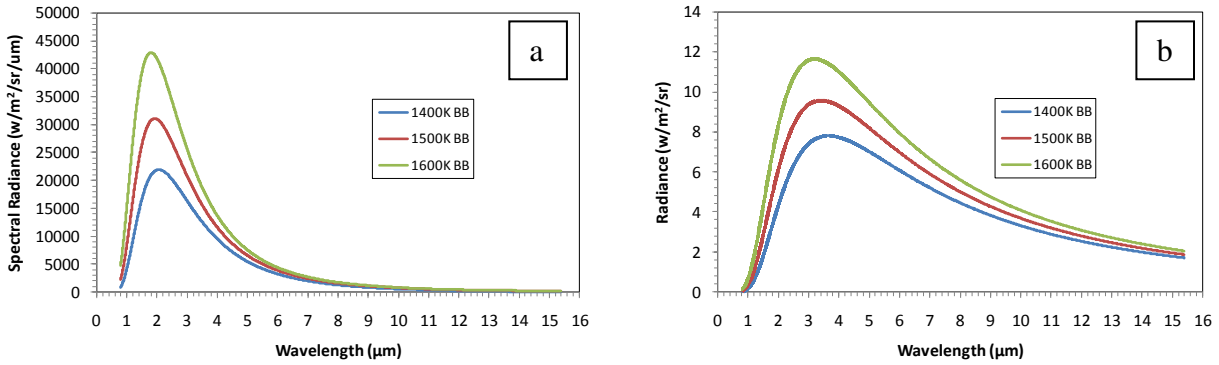 a
Spectral Radiance (w/m²/sr/um)
50000
45000
40000
35000
30000
25000
20000
15000
10000
5000
0
1400K BB
1500K BB
1600K BB
0 1 2 3 4 5 6 7 8 9 10 11 12 13 14 15 16
Wavelength (µm)
b
Radiance (w/m²/sr)
14
12
10
8
6
4
2
0
1400K BB
1500K BB
1600K BB
0 1 2 3 4 5 6 7 8 9 10 11 12 13 14 15 16
Wavelength (µm)